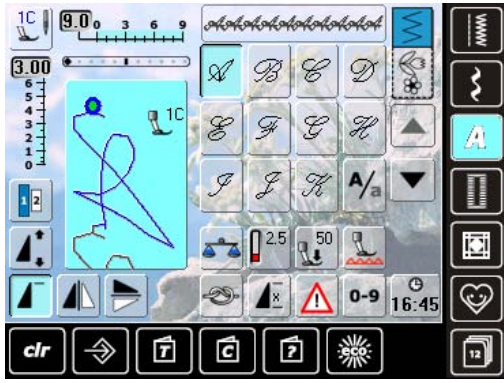 1C
9.0 0 3 6 9
𝒜𝒜𝒜𝒜𝒜𝒜𝒜𝒜𝒜
3.00
6
5
4
3
2
1
0
1C
A B C D
E F G H
I J K A/a
1 2
2.5 50
x
0-9 16:45
A
12
clr T C ? eco